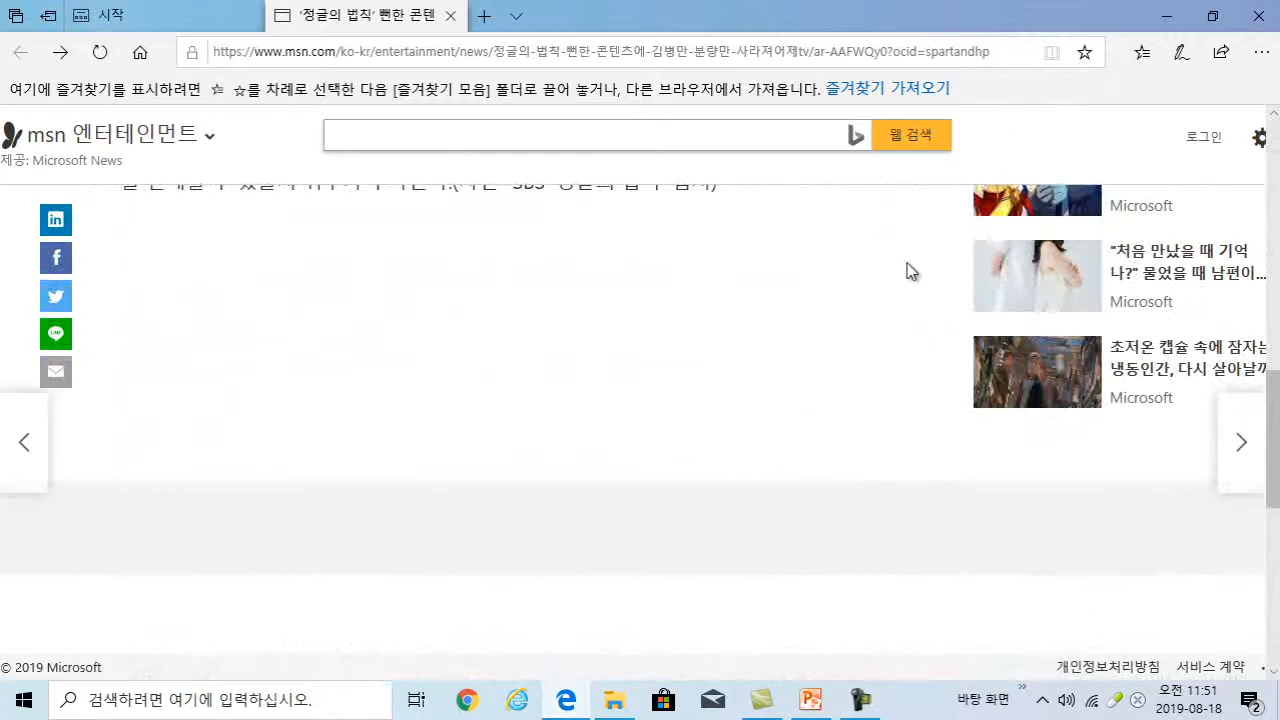 시작
'정글의 법칙' 뻔한 콘텐
https://www.msn.com/ko-kr/entertainment/news/정글의-법칙-뻔한-콘텐츠에-김병만-분량만-사라져어제tv/ar-AAFWQy0?ocid=spartandhp
여기에 즐겨찾기를 표시하려면 ☆를 차례로 선택한 다음 [즐겨찾기 모음] 폴더로 끌어 놓거나, 다른 브라우저에서 가져옵니다. 즐겨찾기 가져오기
msn 엔터테인먼트
웹 검색
로그인
제공: Microsoft News
Microsoft
"처음 만났을 때 기억
나?" 물었을 때 남편이...
Microsoft
초저온 캡슐 속에 잠자는
냉동인간, 다시 살아날까
Microsoft
in
f
LINE
© 2019 Microsoft
개인정보처리방침 서비스 계약
검색하려면 여기에 입력하십시오.
바탕 화면
오전 11:51
2019-08-18
2